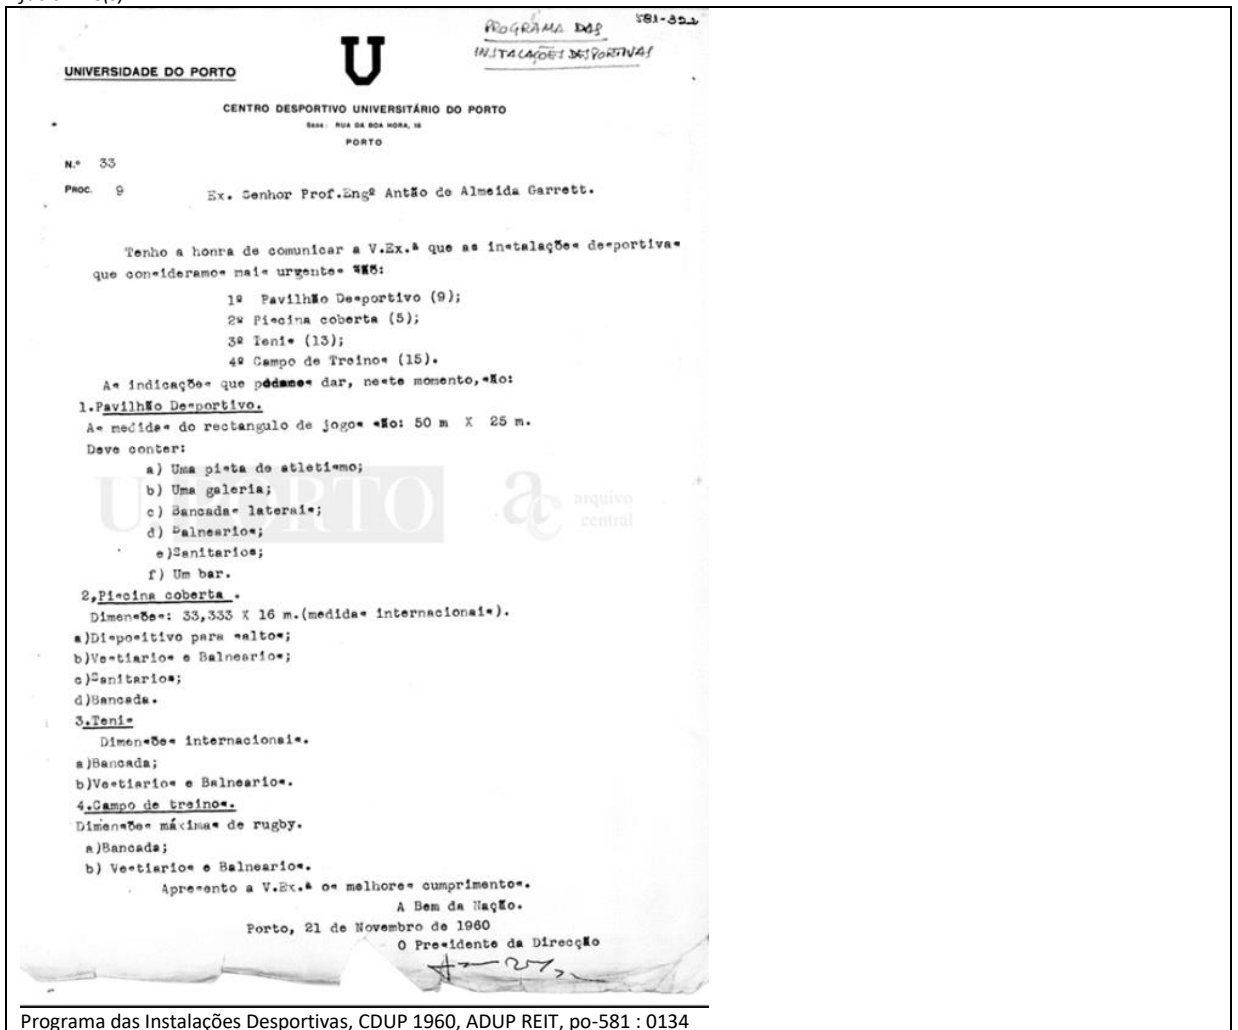 PROGRAMA DAS
INSTALAÇÕES DESPORTIVAS
581-322
UNIVERSIDADE DO PORTO
U
CENTRO DESPORTIVO UNIVERSITÁRIO DO PORTO
Sede: RUA DA BOA HORA, 16
PORTO
N.º 33
PROC. 9
Ex. Senhor Prof.Engº Antão de Almeida Garrett.
Tenho a honra de comunicar a V.Ex.ª que as instalações desportivas
que consideramos mais urgentes são:
1º Pavilhão Desportivo (9);
2º Piscina coberta (5);
3º Tenis (13);
4º Campo de Treinos (15).
As indicações que podemos dar, neste momento,são:
1.Pavilhão Desportivo.
As medidas do rectangulo de jogos são: 50 m X 25 m.
Deve conter:
a) Uma pista de atletismo;
b) Uma galeria;
c) Bancadas laterais;
d) Balnearios;
e)Sanitarios;
f) Um bar.
U.PORTO ac arquivo central
2,Piscina coberta .
Dimensões: 33,333 X 16 m.(medidas internacionais).
a)Dispositivo para saltos;
b)Vestiarios e Balnearios;
c)Sanitarios;
d)Bancada.
3.Tenis
Dimensões internacionais.
a)Bancada;
b)Vestiarios e Balnearios.
4.Campo de treinos.
Dimensões máximas de rugby.
a)Bancada;
b) Vestiarios e Balnearios.
Apresento a V.Ex.ª os melhores cumprimentos.
A Bem da Nação.
Porto, 21 de Novembro de 1960
O Presidente da Direcção
Programa das Instalações Desportivas, CDUP 1960, ADUP REIT, po-581 : 0134